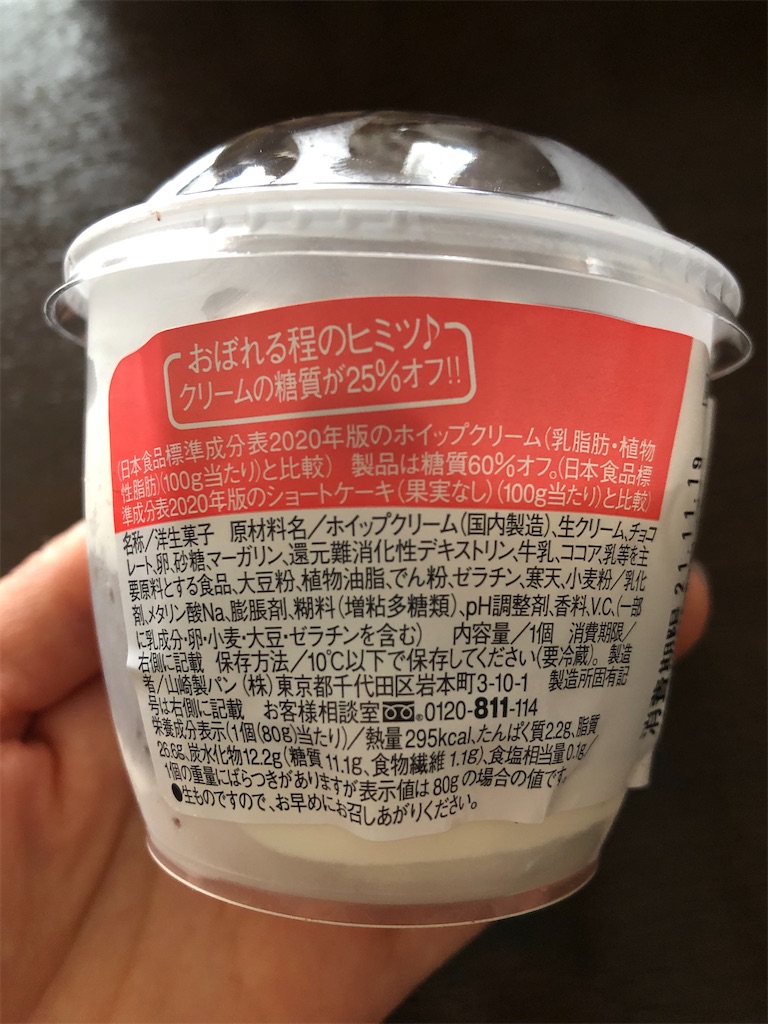 おぼれる程のヒミツ♪
クリームの糖質が25%オフ!!
(日本食品標準成分表2020年版のホイップクリーム(乳脂肪・植物
性脂肪)(100g当たり)と比較) 製品は糖質60%オフ。(日本食品標
準成分表2020年版のショートケーキ(果実なし)(100g当たり)と比較)
名称/洋生菓子 原材料名/ホイップクリーム(国内製造)、生クリーム、チョコ
レート、卵、砂糖、マーガリン、還元難消化性デキストリン、牛乳、ココア、乳等を主
要原料とする食品、大豆粉、植物油脂、でん粉、ゼラチン、寒天、小麦粉/乳化
剤、メタリン酸Na、膨脹剤、糊料(増粘多糖類)、pH調整剤、香料、V.C、(一部
に乳成分・卵・小麦・大豆・ゼラチンを含む) 内容量/1個 消費期限/
右側に記載 保存方法/10℃以下で保存してください(要冷蔵)。 製造
者/山崎製パン(株)東京都千代田区岩本町3-10-1 製造所固有記
号は右側に記載 お客様相談室 0120-811-114
栄養成分表示(1個(80g)当たり)/熱量295kcal、たんぱく質2.2g、脂質
26.6g、炭水化物12.2g(糖質11.1g、食物繊維1.1g)、食塩相当量0.1g/
1個の重量にばらつきがありますが表示値は80gの場合の値です。
●生ものですので、お早めにお召しあがりください。
消費期限 21.11.19